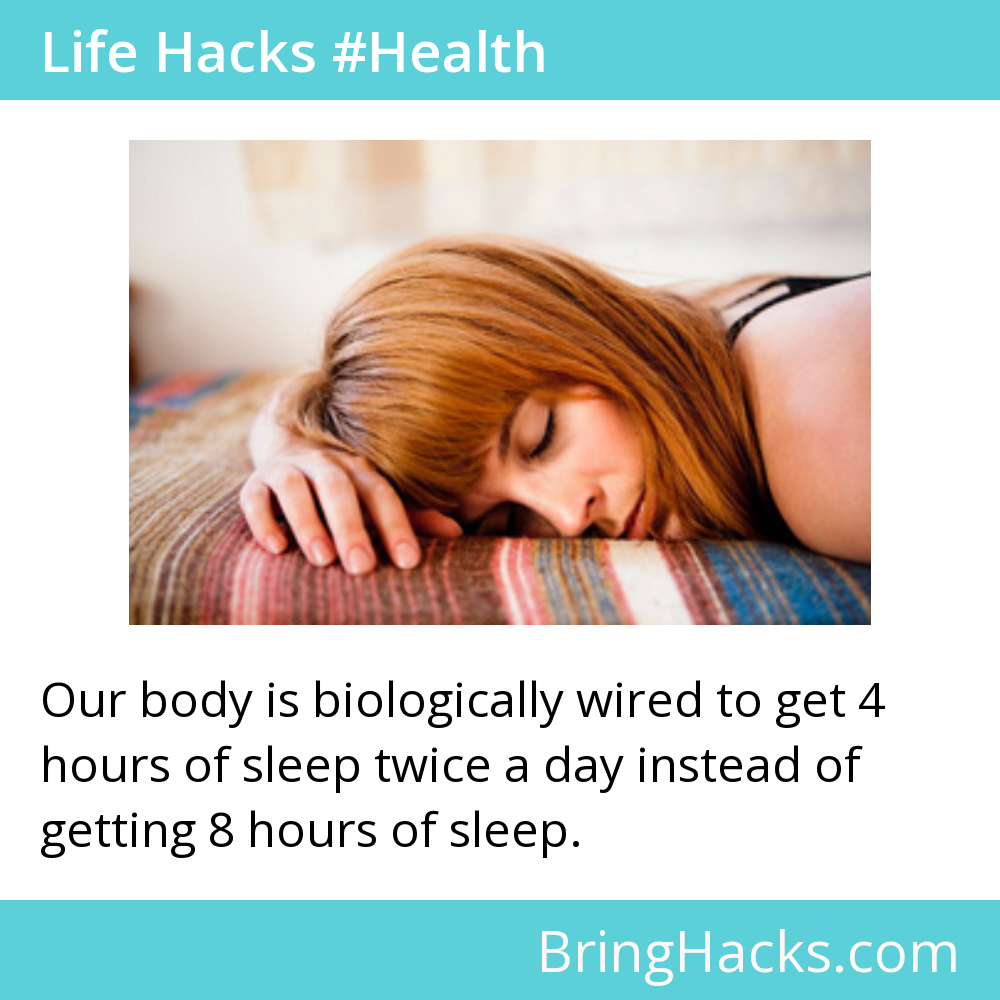 Life Hacks #Health
Our body is biologically wired to get 4
hours of sleep twice a day instead of
getting 8 hours of sleep.
BringHacks.com